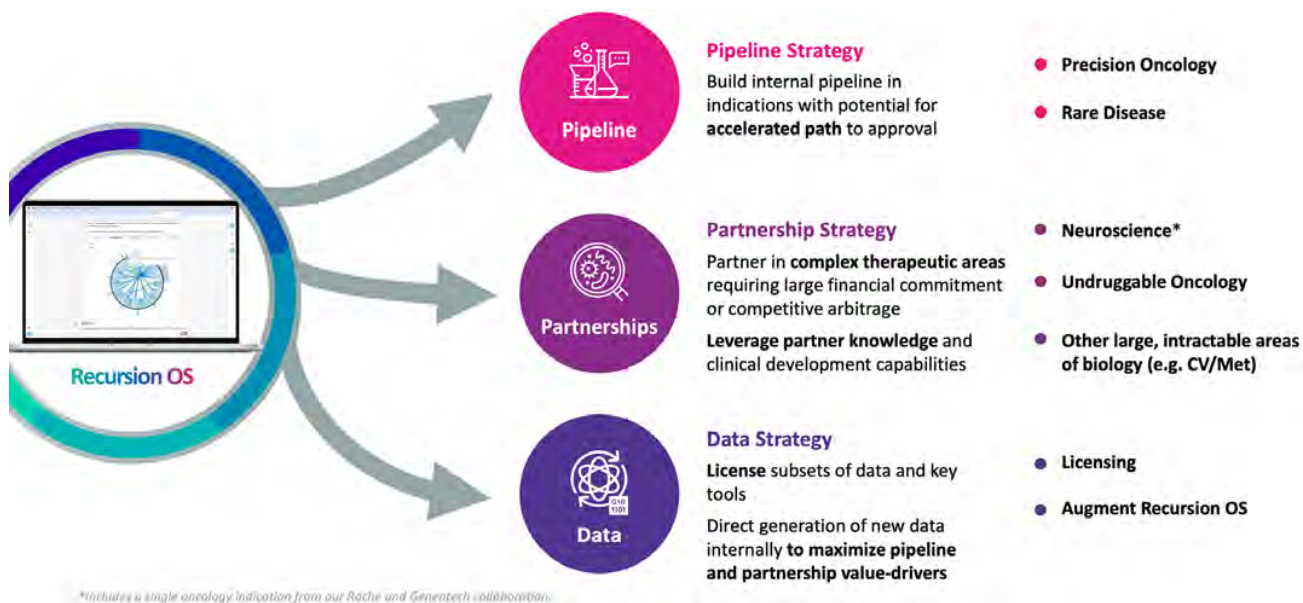 Pipeline
Pipeline Strategy
Build internal pipeline in
indications with potential for
accelerated path to approval
Precision Oncology
Rare Disease
Recursion OS
Partnerships
Partnership Strategy
Partner in complex therapeutic areas
requiring large financial commitment
or competitive arbitrage
Leverage partner knowledge and
clinical development capabilities
Neuroscience*
Undruggable Oncology
Other large, intractable areas
of biology (e.g. CV/Met)
Data
Data Strategy
License subsets of data and key
tools
Direct generation of new data
internally to maximize pipeline
and partnership value-drivers
Licensing
Augment Recursion OS
*Includes a single oncology indication from our Roche and Genentech collaboration.